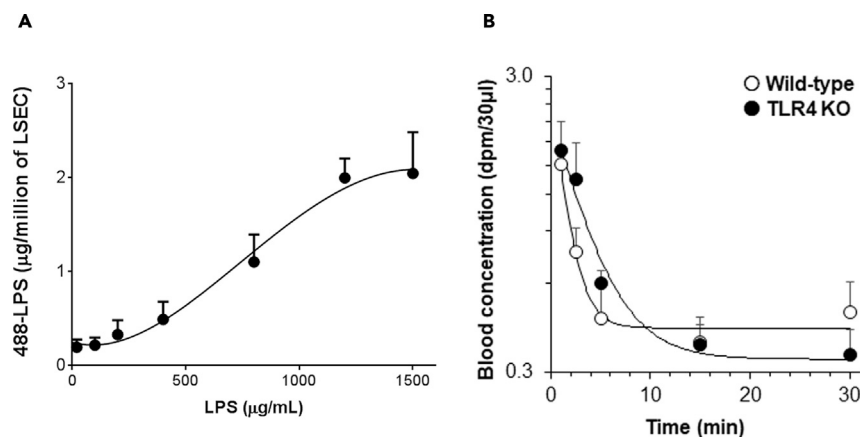 A
488-LPS (µg/million of LSEC)
3
2
1
0
0
500
1000
1500
LPS (µg/mL)
B
Blood concentration (dpm/30µl)
3.0
0.3
Wild-type
TLR4 KO
0
10
20
30
Time (min)